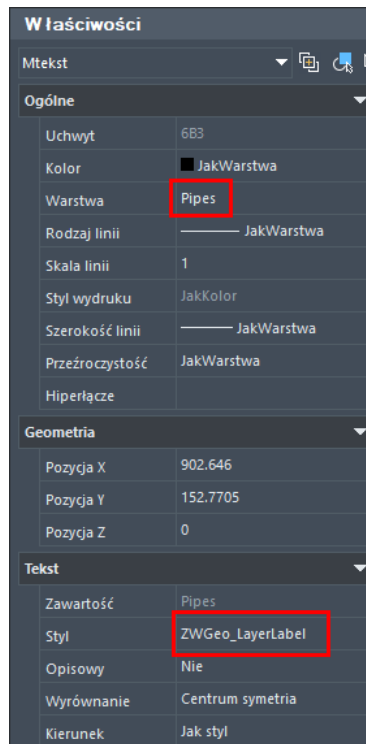 Właściwości
Mtekst
Ogólne
Uchwyt 6B3
Kolor JakWarstwa
Warstwa Pipes
Rodzaj linii JakWarstwa
Skala linii 1
Styl wydruku JakKolor
Szerokość linii JakWarstwa
Przeźroczystość JakWarstwa
Hiperłącze
Geometria
Pozycja X 902.646
Pozycja Y 152.7705
Pozycja Z 0
Tekst
Zawartość Pipes
Styl ZWGeo_LayerLabel
Opisowy Nie
Wyrównanie Centrum symetria
Kierunek Jak styl